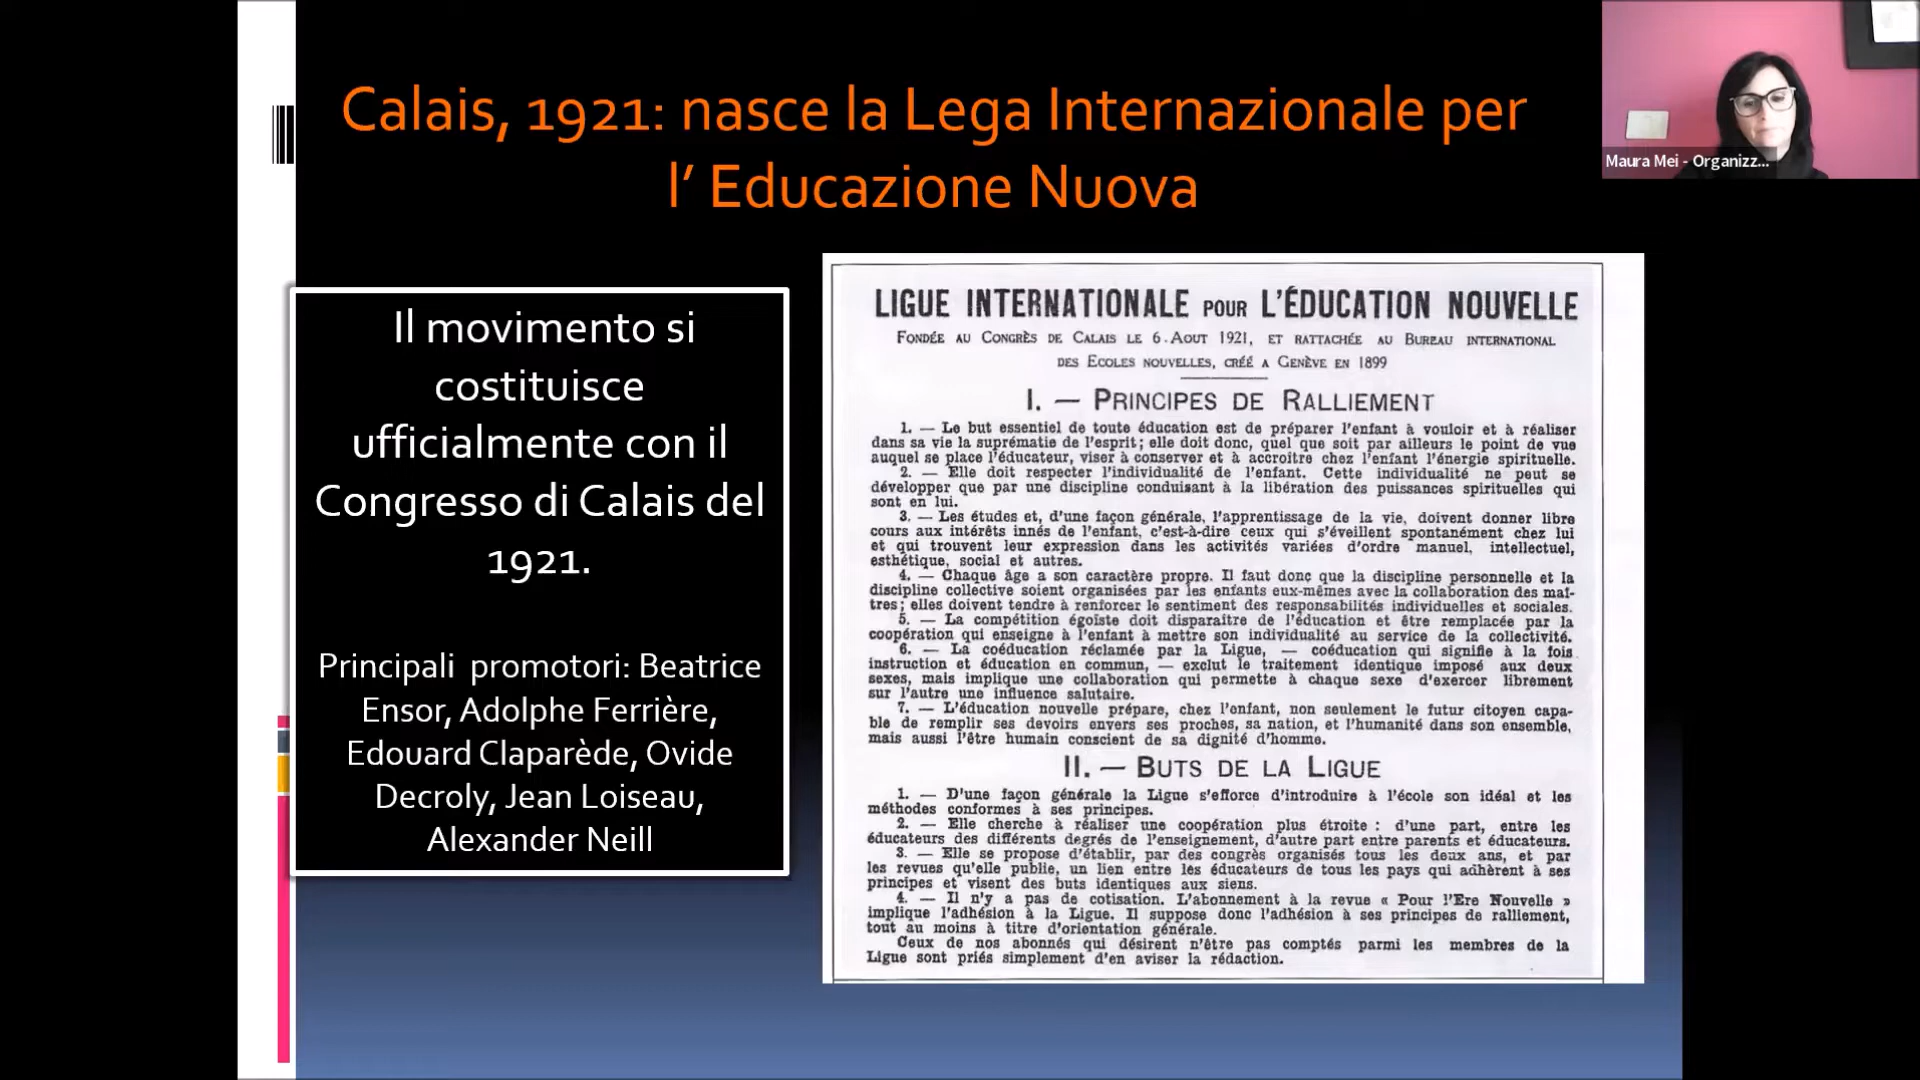 Calais, 1921: nasce la Lega Internazionale per
l’ Educazione Nuova
Maura Mei - Organizz...
Il movimento si
costituisce
ufficialmente con il
Congresso di Calais del
1921.
Principali promotori: Beatrice
Ensor, Adolphe Ferrière,
Edouard Claparède, Ovide
Decroly, Jean Loiseau,
Alexander Neill
LIGUE INTERNATIONALE POUR L'ÉDUCATION NOUVELLE
FONDÉE AU CONGRÈS DE CALAIS LE 6 AOUT 1921, ET RATTACHÉE AU BUREAU INTERNATIONAL
DES ECOLES NOUVELLES, CRÉÉ A GENÈVE EN 1899
I. — PRINCIPES DE RALLIEMENT
1. — Le but essentiel de toute éducation est de préparer l'enfant à vouloir et à réaliser
dans sa vie la suprématie de l'esprit; elle doit donc, quel que soit par ailleurs le point de vue
auquel se place l'éducateur, viser à conserver et à accroître chez l'enfant l'énergie spirituelle.
2. — Elle doit respecter l'individualité de l'enfant. Cette individualité ne peut se
développer que par une discipline conduisant à la libération des puissances spirituelles qui
sont en lui.
3. — Les études et, d'une façon générale, l'apprentissage de la vie, doivent donner libre
cours aux intérêts innés de l'enfant, c'est-à-dire ceux qui s'éveillent spontanément chez lui
et qui trouvent leur expression dans les activités variées d'ordre manuel, intellectuel,
esthétique, social et autres.
4. — Chaque âge a son caractère propre. Il faut donc que la discipline personnelle et la
discipline collective soient organisées par les enfants eux-mêmes avec la collaboration des maî-
tres; elles doivent tendre à renforcer le sentiment des responsabilités individuelles et sociales.
5. — La compétition égoïste doit disparaître de l'éducation et être remplacée par la
coopération qui enseigne à l'enfant à mettre son individualité au service de la collectivité.
6. — La coéducation réclamée par la Ligue, — coéducation qui signifie à la fois
instruction et éducation en commun, — exclut le traitement identique imposé aux deux
sexes, mais implique une collaboration qui permette à chaque sexe d'exercer librement
sur l'autre une influence salutaire.
7. — L'éducation nouvelle prépare, chez l'enfant, non seulement le futur citoyen capa-
ble de remplir ses devoirs envers ses proches, sa nation, et l'humanité dans son ensemble,
mais aussi l'être humain conscient de sa dignité d'homme.
II. — BUTS DE LA LIGUE
1. — D'une façon générale la Ligue s'efforce d'introduire à l'école son idéal et les
méthodes conformes à ses principes.
2. — Elle cherche à réaliser une coopération plus étroite : d'une part, entre les
éducateurs des différents degrés de l'enseignement, d'autre part entre parents et éducateurs.
3. — Elle se propose d'établir, par des congrès organisés tous les deux ans, et par
les revues qu'elle publie, un lien entre les éducateurs de tous les pays qui adhèrent à ses
principes et visent des buts identiques aux siens.
4. — Il n'y a pas de cotisation. L'abonnement à la revue « Pour l'Ere Nouvelle »
implique l'adhésion à la Ligue. Il suppose donc l'adhésion à ses principes de ralliement,
tout au moins à titre d'orientation générale.
Ceux de nos abonnés qui désirent n'être pas comptés parmi les membres de la
Ligue sont priés simplement d'en aviser la rédaction.